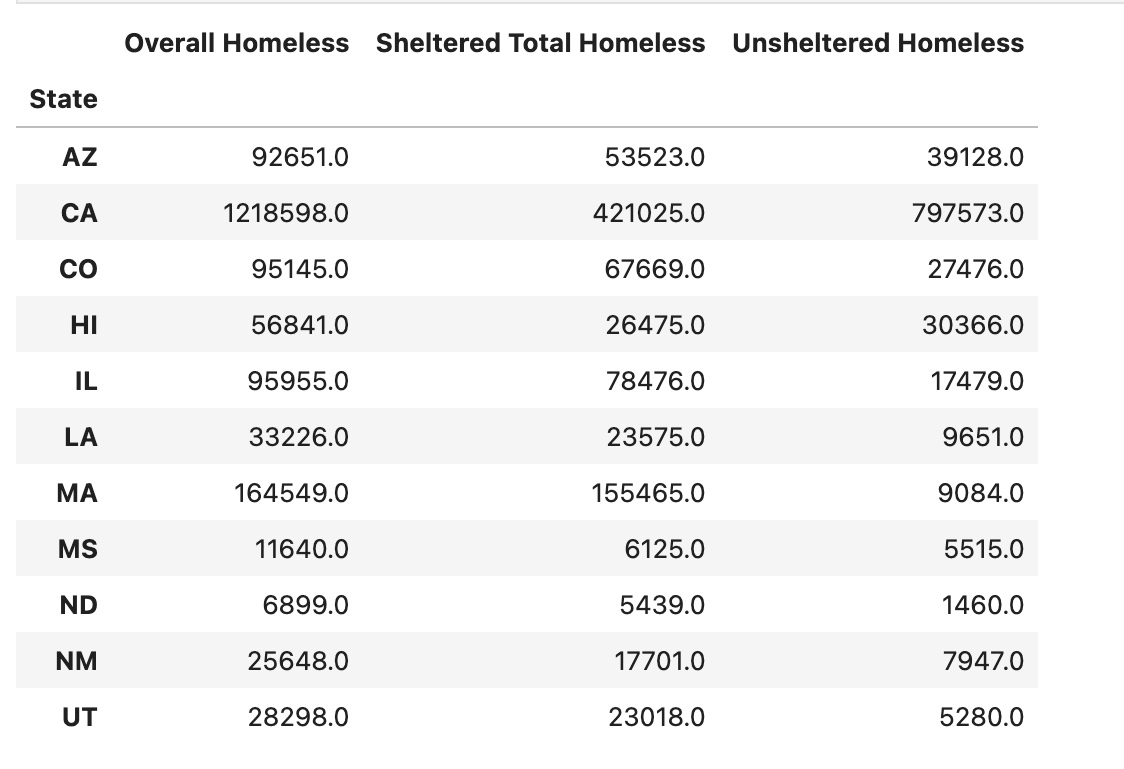 Overall Homeless Sheltered Total Homeless Unsheltered Homeless
State
AZ 92651.0 53523.0 39128.0
CA 1218598.0 421025.0 797573.0
CO 95145.0 67669.0 27476.0
HI 56841.0 26475.0 30366.0
IL 95955.0 78476.0 17479.0
LA 33226.0 23575.0 9651.0
MA 164549.0 155465.0 9084.0
MS 11640.0 6125.0 5515.0
ND 6899.0 5439.0 1460.0
NM 25648.0 17701.0 7947.0
UT 28298.0 23018.0 5280.0